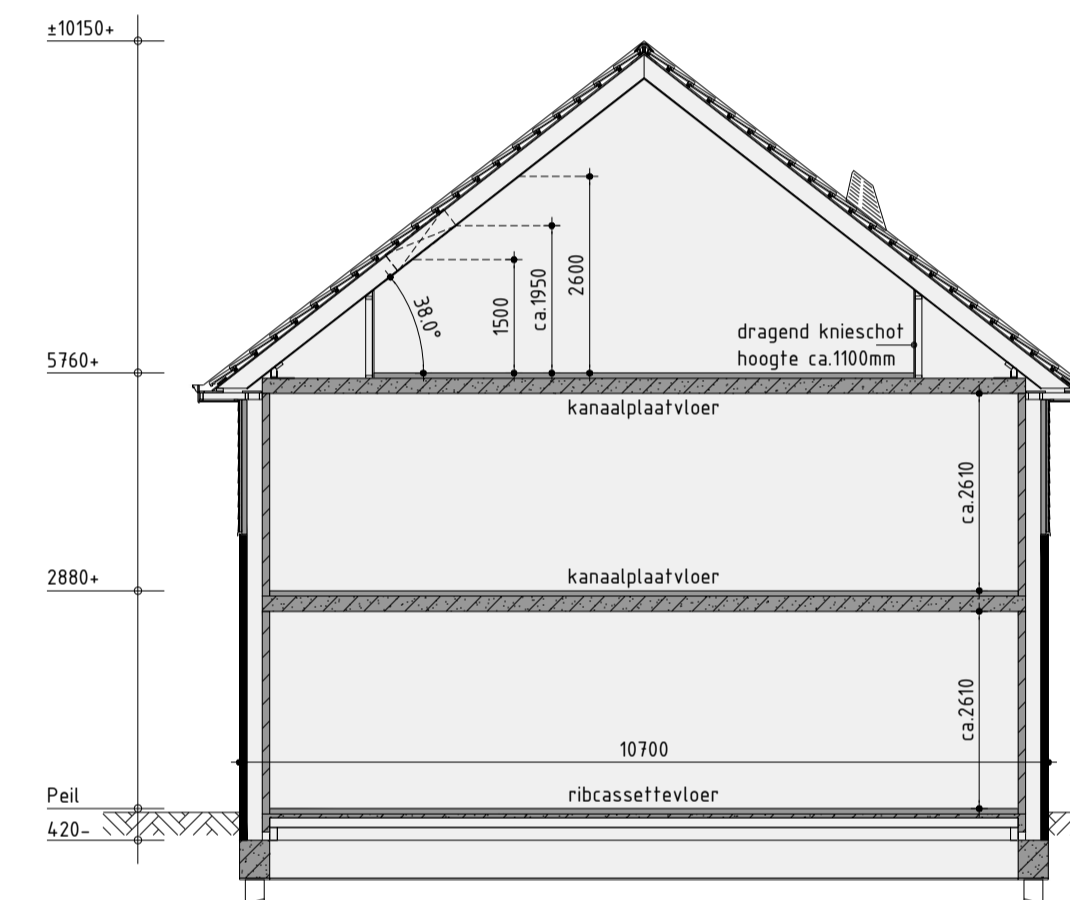 ±10150+
2600
ca.1950
1500
38.0°
dragend knieschot
hoogte ca.1100mm
5760+
kanaalplaatvloer
ca.2610
2880+
kanaalplaatvloer
ca.2610
10700
Peil
ribcassettevloer
420-